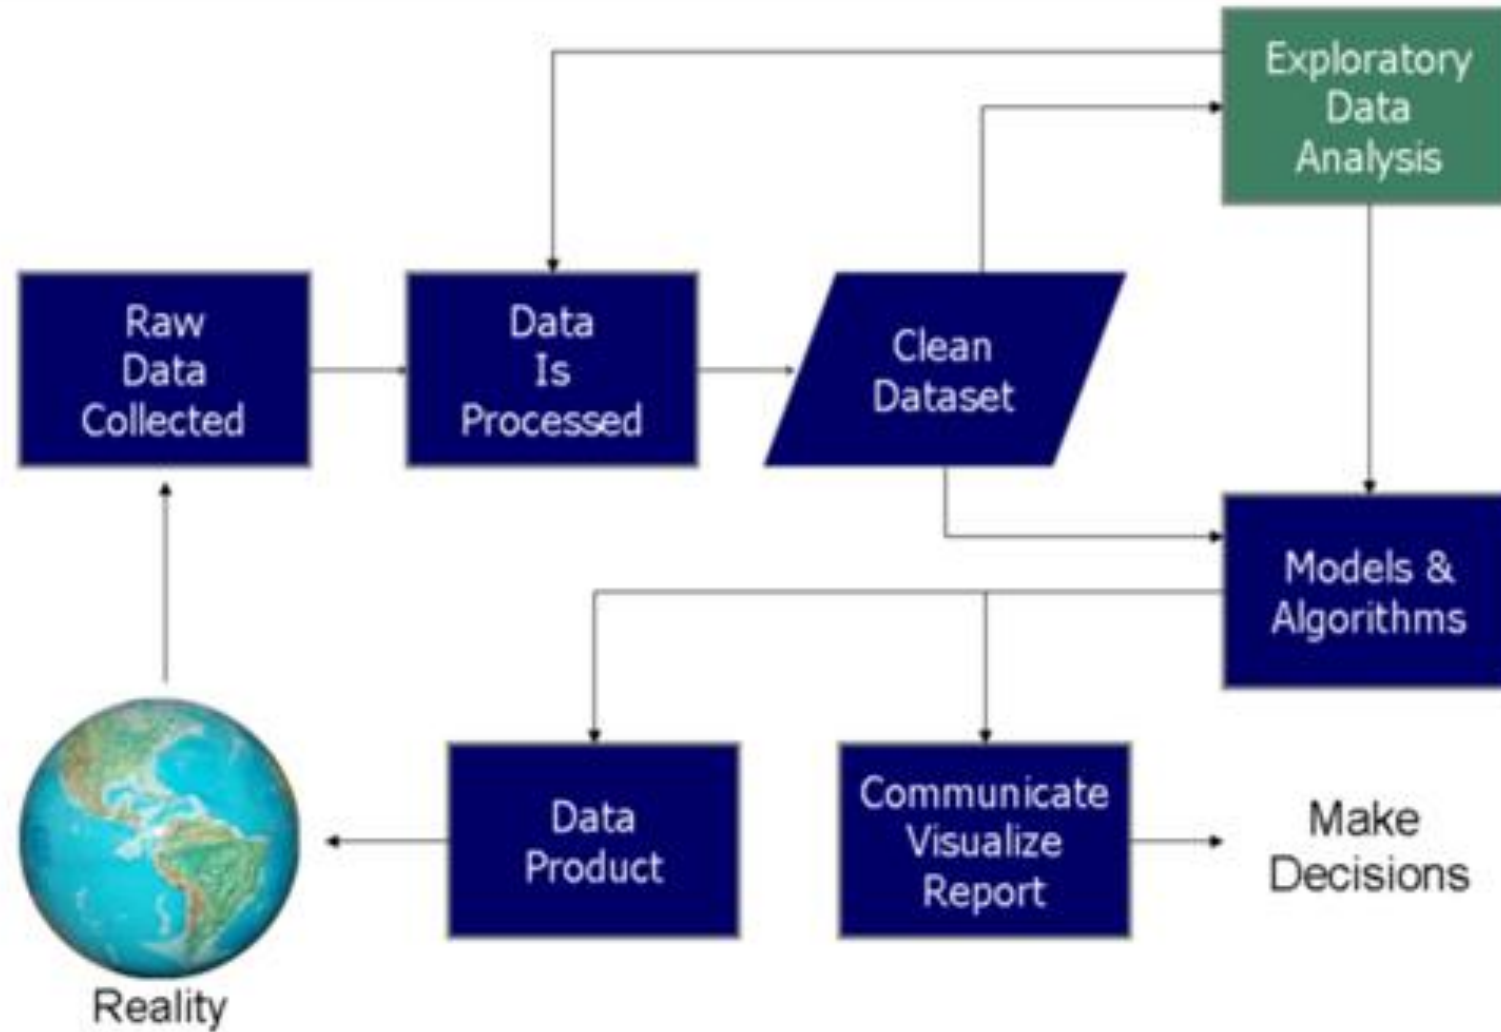 Exploratory
Data
Analysis
Raw
Data
Collected
Data
Is
Processed
Clean
Dataset
Models &
Algorithms
Data
Product
Communicate
Visualize
Report
Make
Decisions
Reality